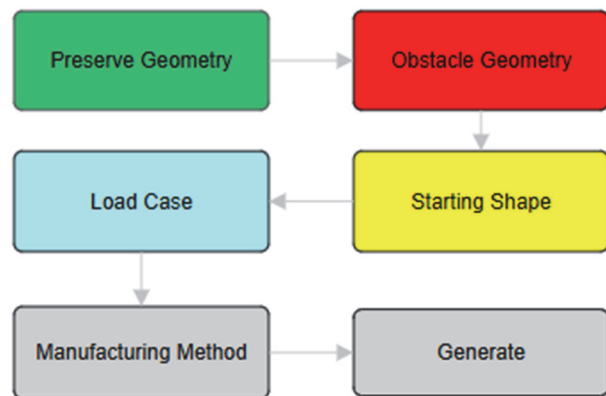 Preserve Geometry
Obstacle Geometry
Load Case
Starting Shape
Manufacturing Method
Generate